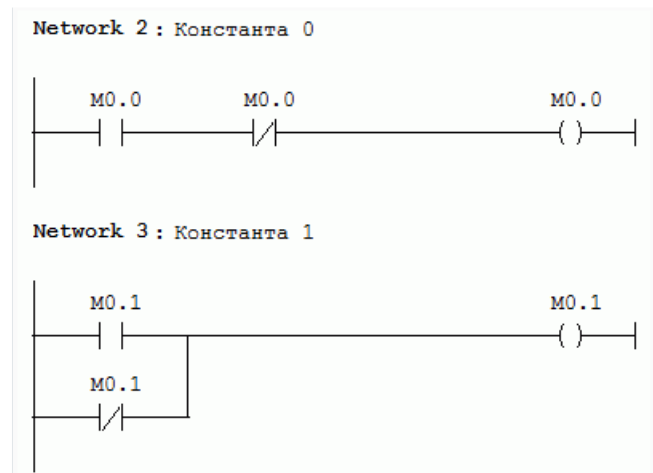 Network 2 : Константа 0
M0.0 M0.0 M0.0
Network 3 : Константа 1
M0.1 M0.1
M0.1